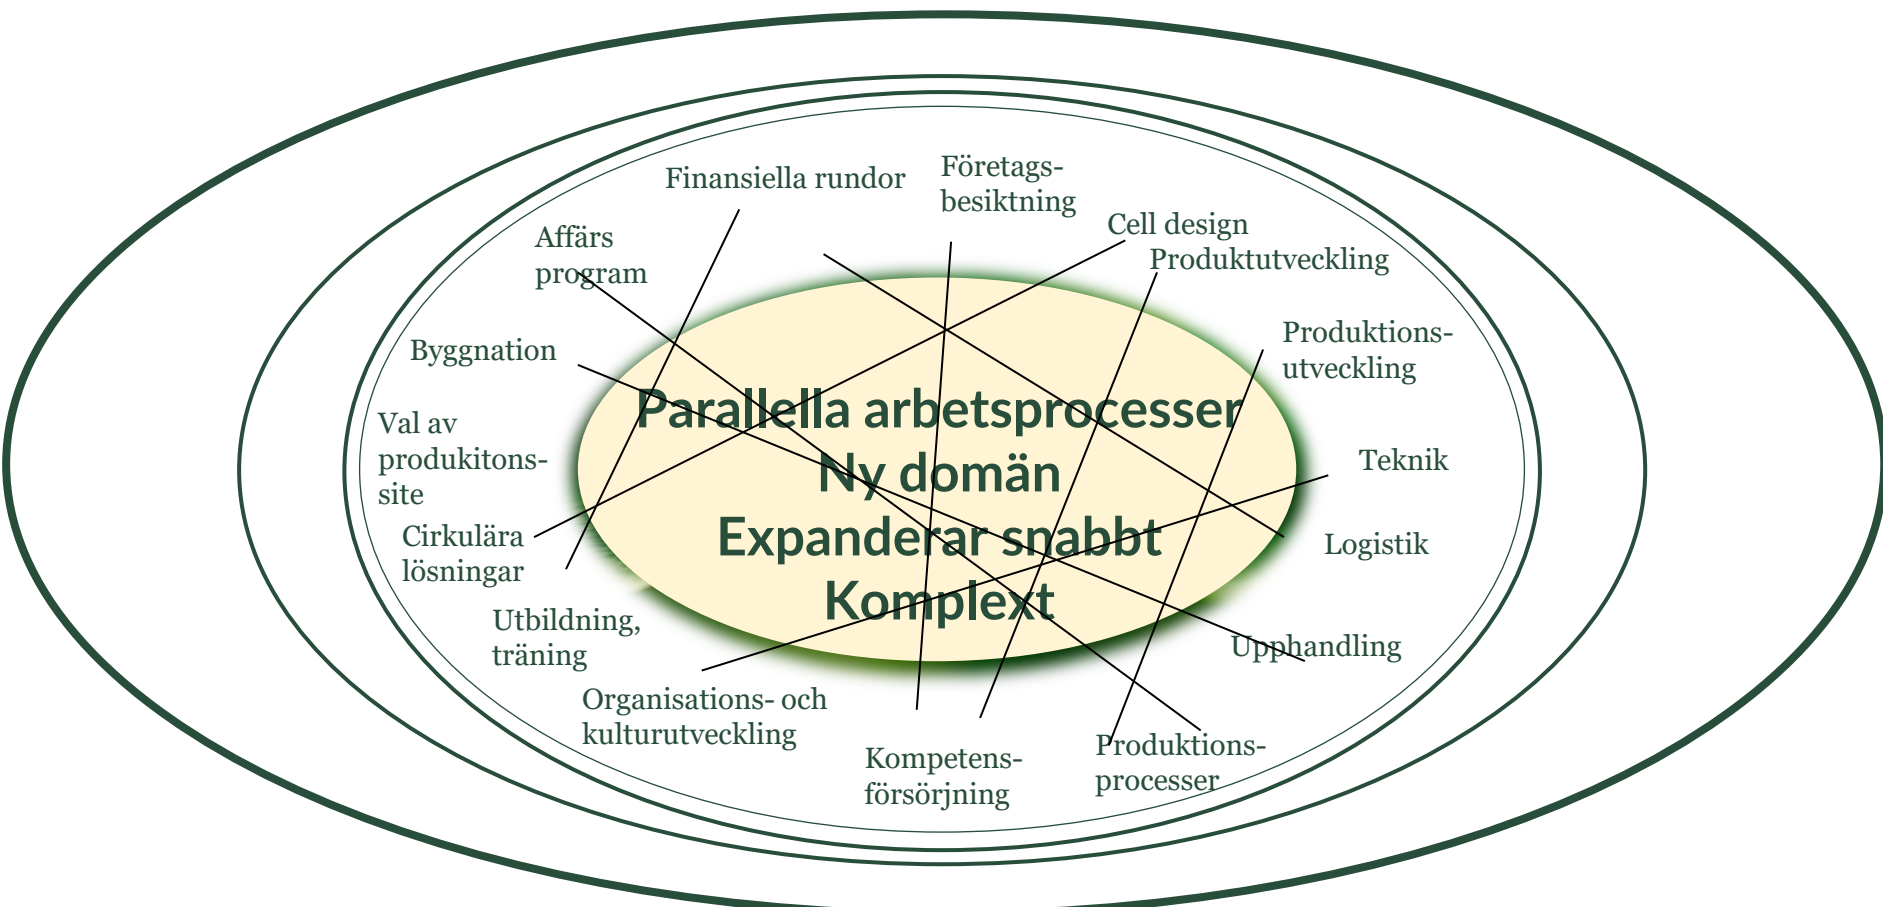 Finansiella rundor
Företags-
besiktning
Cell design
Produktutveckling
Affärs
program
Produktions-
utveckling
Byggnation
Parallella arbetsprocesser
Ny domän
Expanderar snabbt
Komplext
Val av
produkitons-
site
Teknik
Cirkulära
lösningar
Logistik
Utbildning,
träning
Upphandling
Organisations- och
kulturutveckling
Kompetens-
försörjning
Produktions-
processer